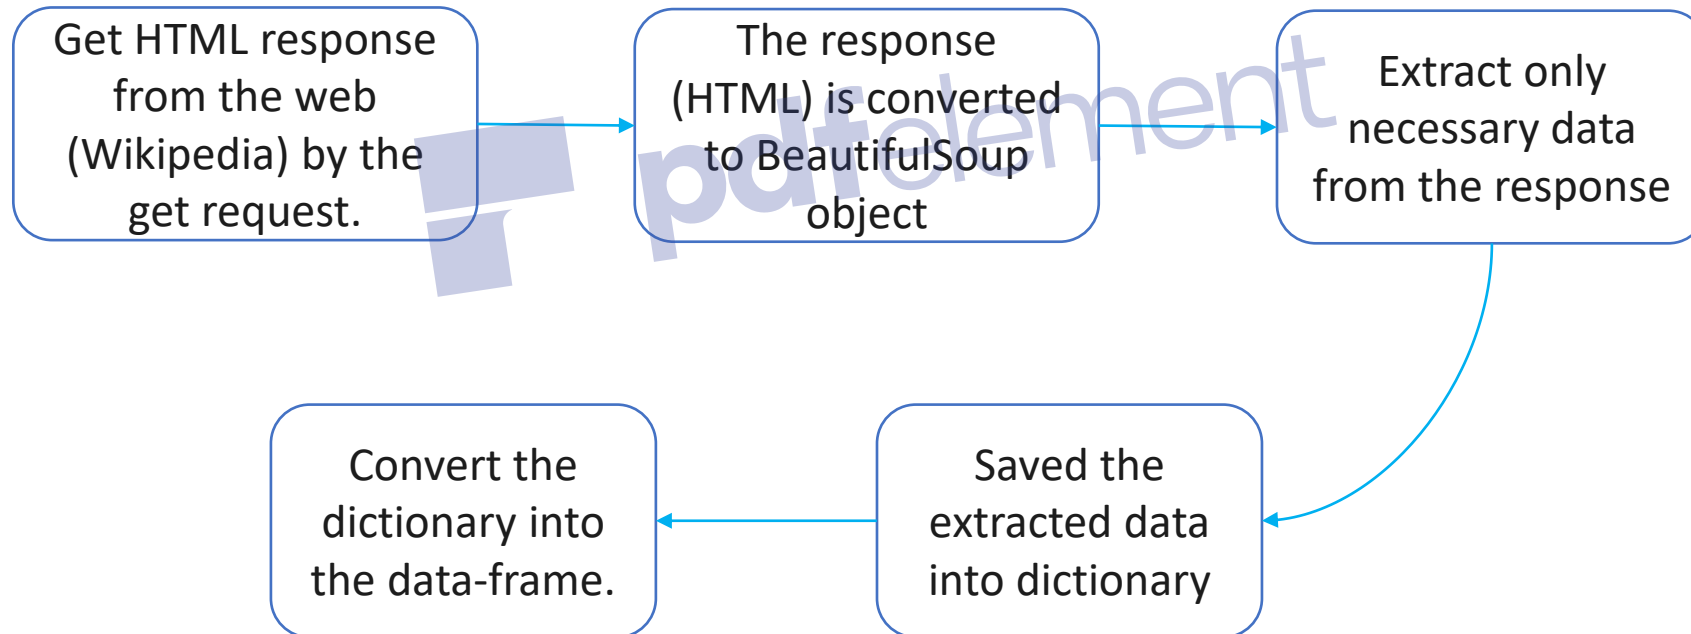 Get HTML response
from the web
(Wikipedia) by the
get request.
The response
(HTML) is converted
to BeautifulSoup
object
Extract only
necessary data
from the response
Saved the
extracted data
into dictionary
Convert the
dictionary into
the data-frame.
pdfelement